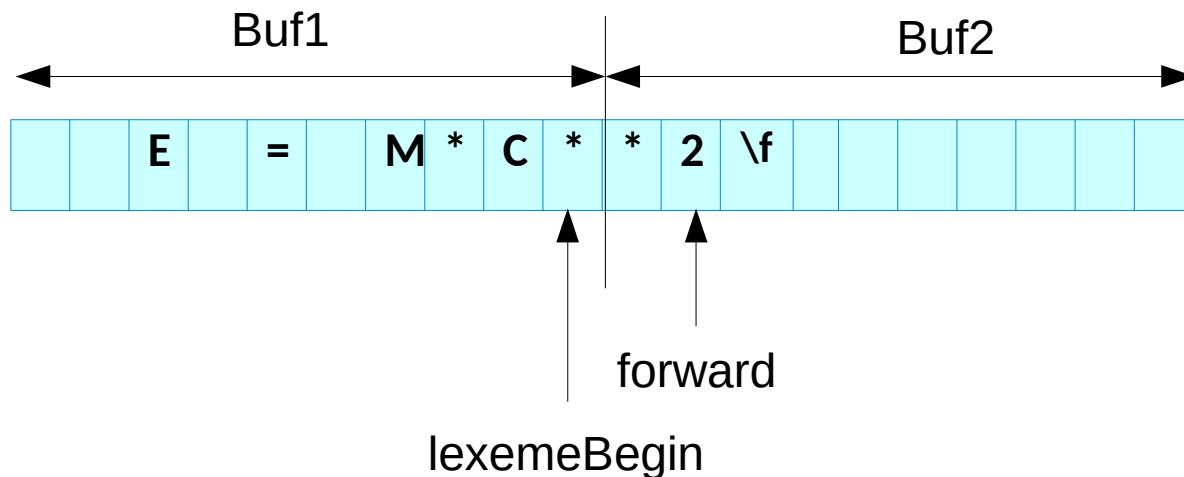 Buf1 Buf2
E = M * C * * 2 \f
forward
lexemeBegin